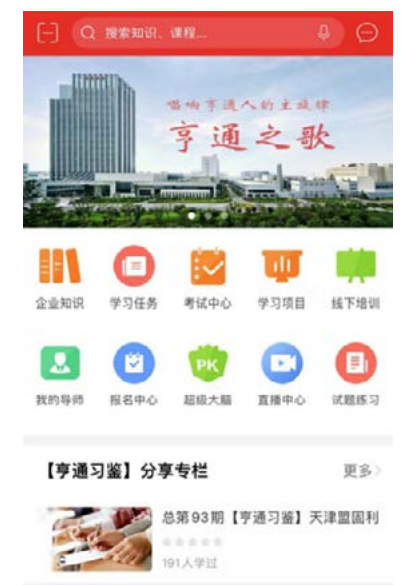 搜索知识、课程...
唱响亨通人的主旋律
亨通之歌
企业知识 学习任务 考试中心 学习项目 线下培训
PK
我的导师 报名中心 超级大脑 直播中心 试题练习
【亨通习鉴】分享专栏 更多>
总第93期【亨通习鉴】天津盟固利
191人学过